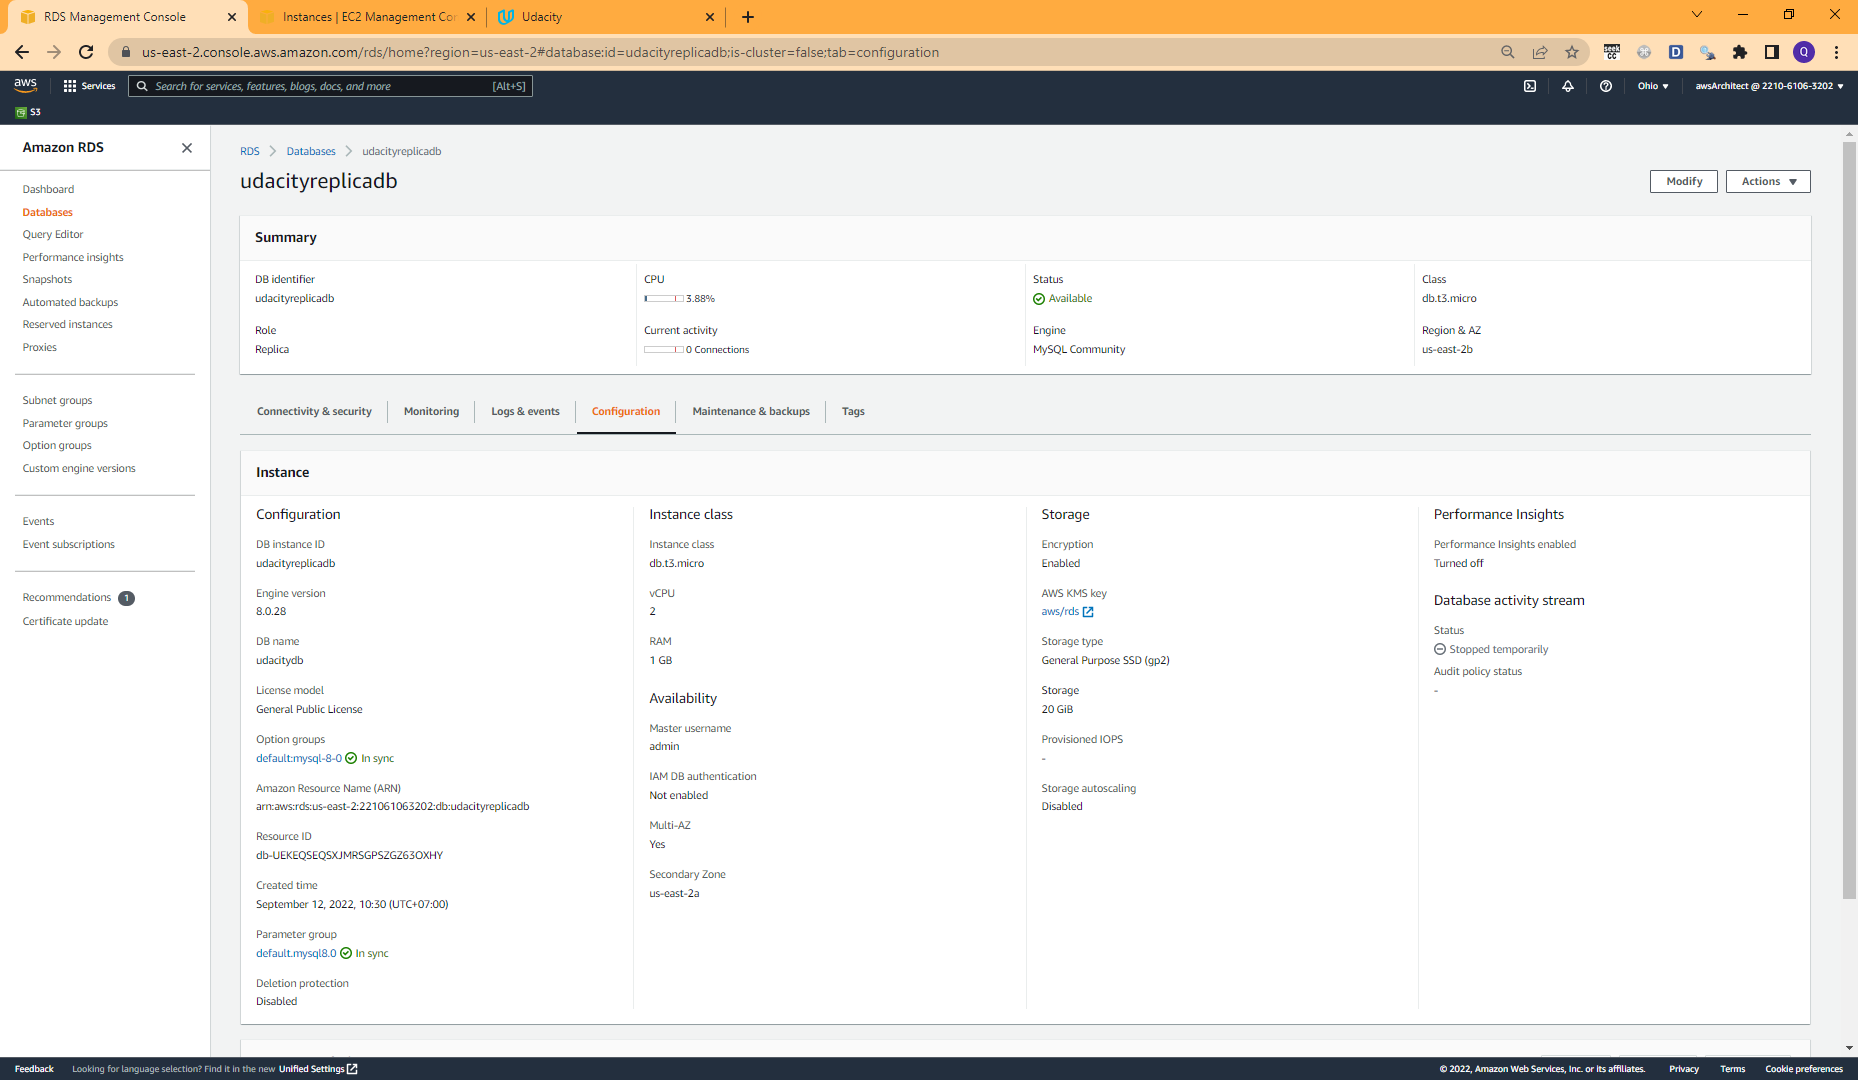 RDS Management Console
Instances | EC2 Management Con
Udacity
us-east-2.console.aws.amazon.com/rds/home?region=us-east-2#database:id=udacityreplicadb;is-cluster=false;tab=configuration
seek CC
D
Q
aws
Services
Search for services, features, blogs, docs, and more
[Alt+S]
Ohio
awsArchitect @ 2210-6106-3202
S3
Amazon RDS
Dashboard
Databases
Query Editor
Performance insights
Snapshots
Automated backups
Reserved instances
Proxies
Subnet groups
Parameter groups
Option groups
Custom engine versions
Events
Event subscriptions
Recommendations 1
Certificate update
RDS
Databases
udacityreplicadb
udacityreplicadb
Modify
Actions
Summary
DB identifier
udacityreplicadb
Role
Replica
CPU
3.88%
Current activity
0 Connections
Status
Available
Engine
MySQL Community
Class
db.t3.micro
Region & AZ
us-east-2b
Connectivity & security
Monitoring
Logs & events
Configuration
Maintenance & backups
Tags
Instance
Configuration
DB instance ID
udacityreplicadb
Engine version
8.0.28
DB name
udacitydb
License model
General Public License
Option groups
default:mysql-8-0 In sync
Amazon Resource Name (ARN)
arn:aws:rds:us-east-2:221061063202:db:udacityreplicadb
Resource ID
db-UEKEQSEQSXJMRSGPSZGZ63OXHY
Created time
September 12, 2022, 10:30 (UTC+07:00)
Parameter group
default.mysql8.0 In sync
Deletion protection
Disabled
Instance class
Instance class
db.t3.micro
vCPU
2
RAM
1 GB
Availability
Master username
admin
IAM DB authentication
Not enabled
Multi-AZ
Yes
Secondary Zone
us-east-2a
Storage
Encryption
Enabled
AWS KMS key
aws/rds
Storage type
General Purpose SSD (gp2)
Storage
20 GiB
Provisioned IOPS
-
Storage autoscaling
Disabled
Performance Insights
Performance Insights enabled
Turned off
Database activity stream
Status
Stopped temporarily
Audit policy status
-
Feedback
Looking for language selection? Find it in the new Unified Settings
© 2022, Amazon Web Services, Inc. or its affiliates.
Privacy
Terms
Cookie preferences